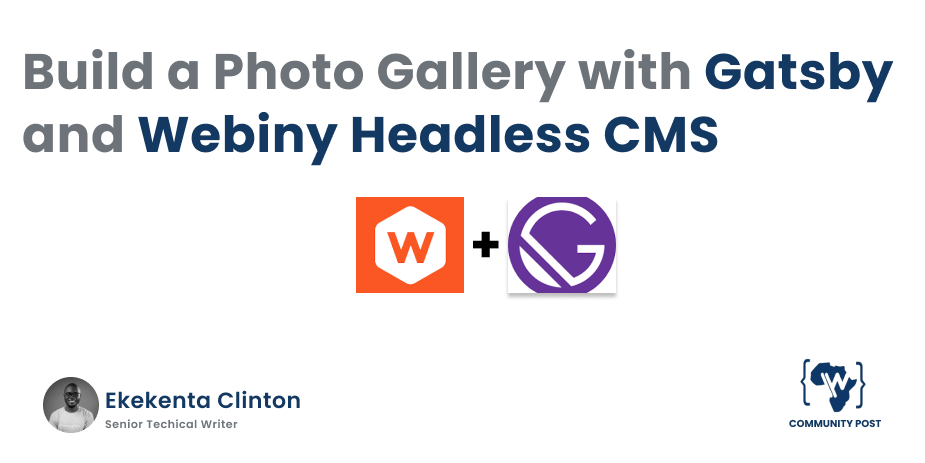 Build a Photo Gallery with Gatsby
and Webiny Headless CMS
W
+
G
Ekekenta Clinton
Senior Techical Writer
{W}
COMMUNITY POST